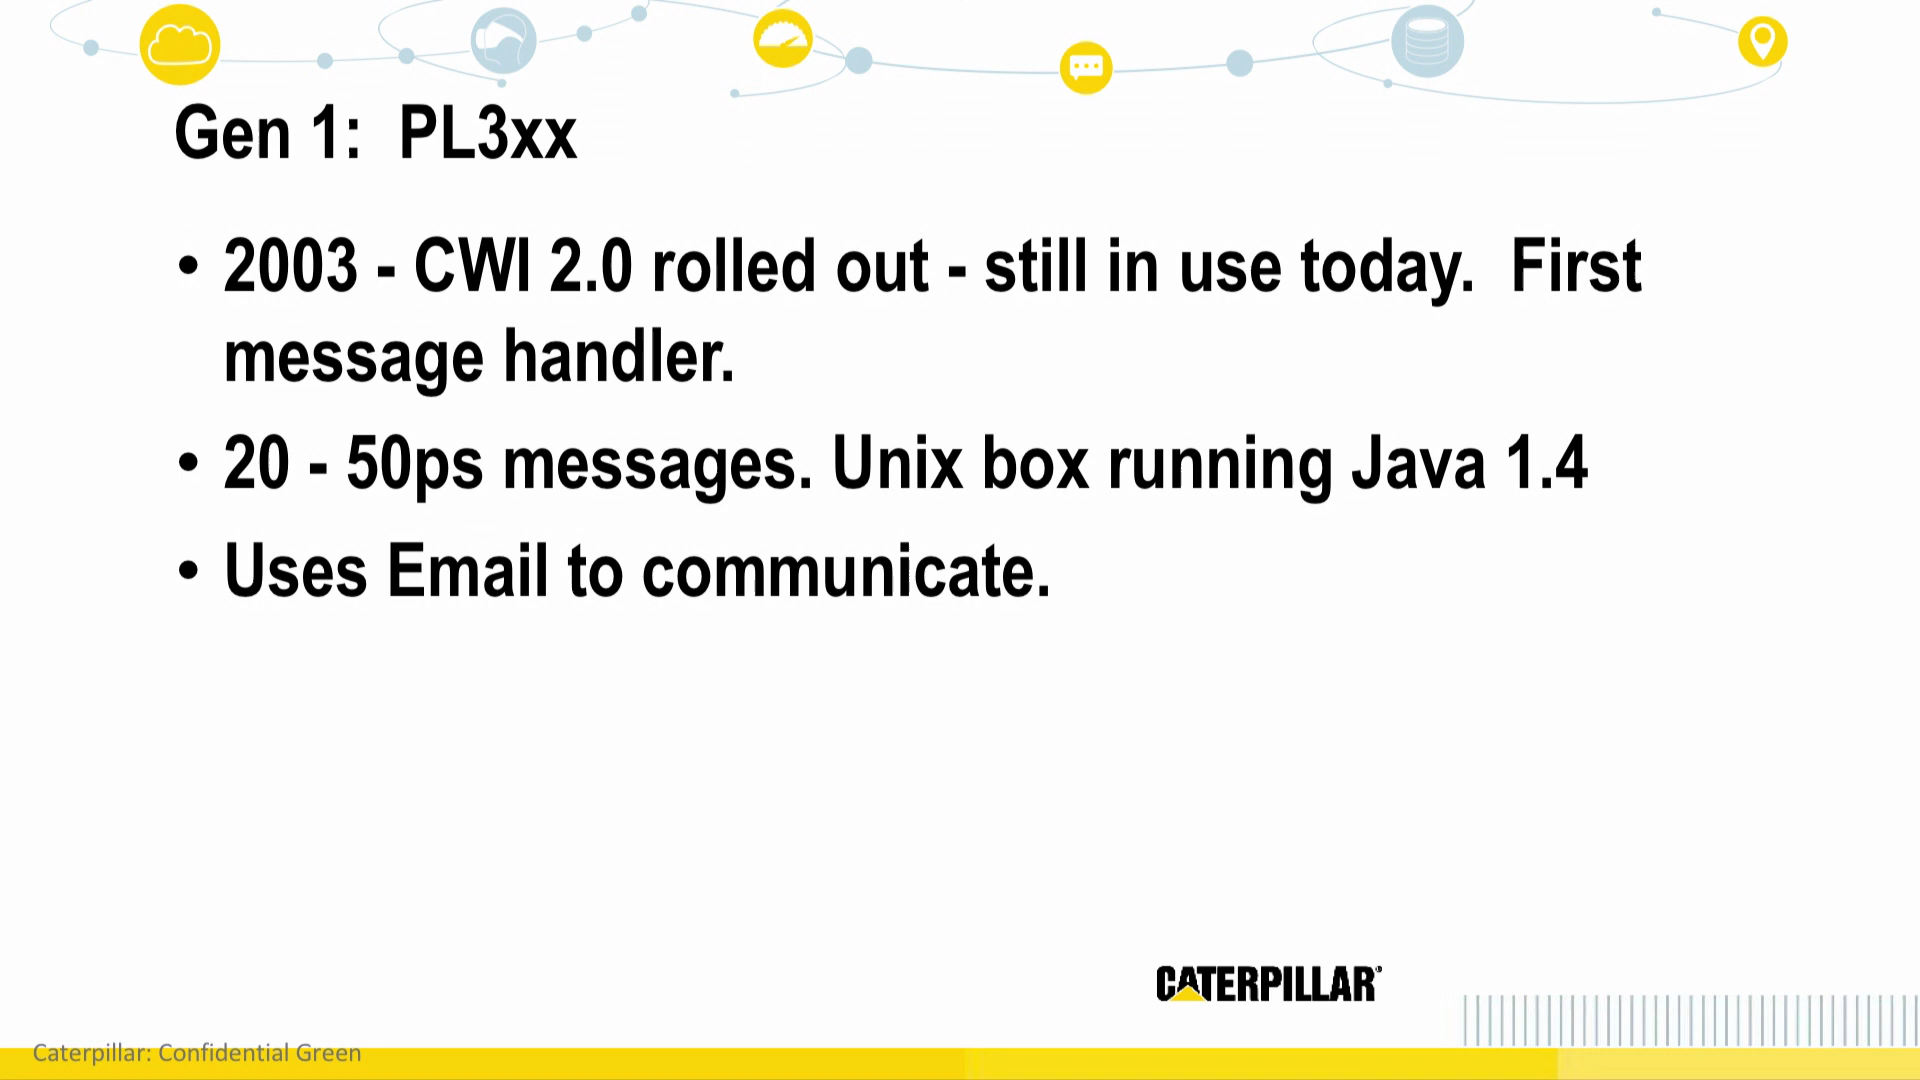 Gen 1:  PL3xx
• 2003 - CWI 2.0 rolled out - still in use today.  First
message handler.
• 20 - 50ps messages. Unix box running Java 1.4
• Uses Email to communicate.
CATERPILLAR®
Caterpillar: Confidential Green